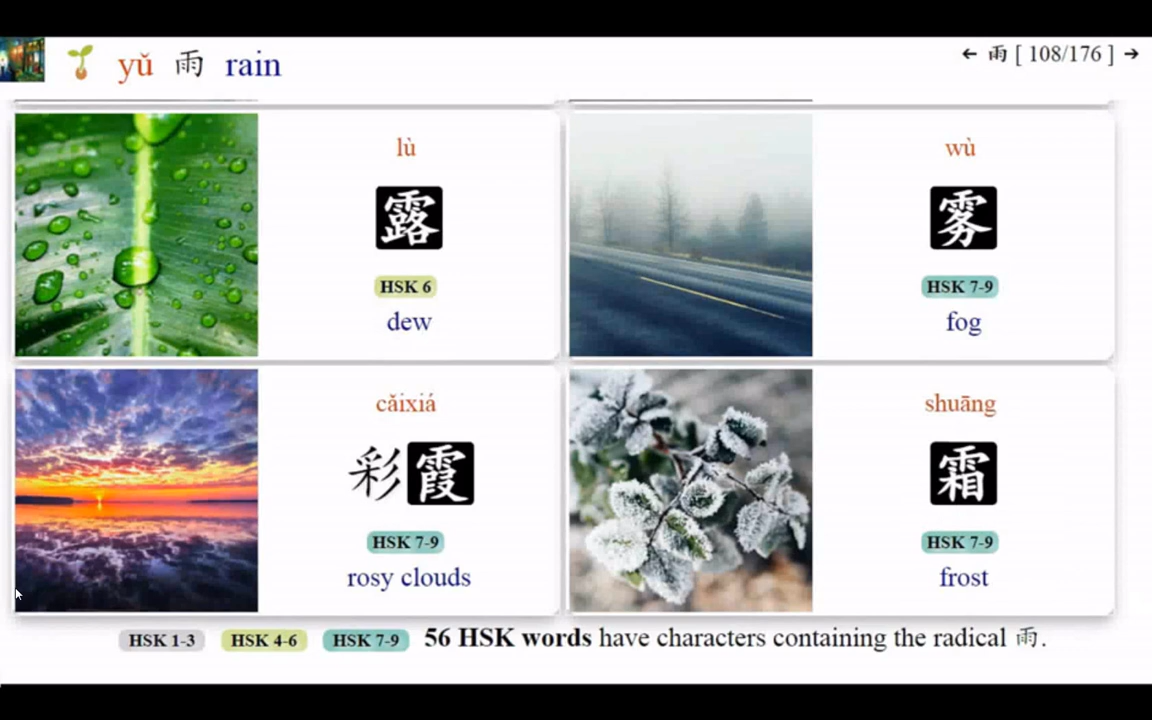 yǔ 雨 rain
← 雨 [ 108/176 ] →
lù
露
HSK 6
dew
wù
雾
HSK 7-9
fog
cǎixiá
彩霞
HSK 7-9
rosy clouds
shuāng
霜
HSK 7-9
frost
HSK 1-3 HSK 4-6 HSK 7-9 56 HSK words have characters containing the radical 雨.